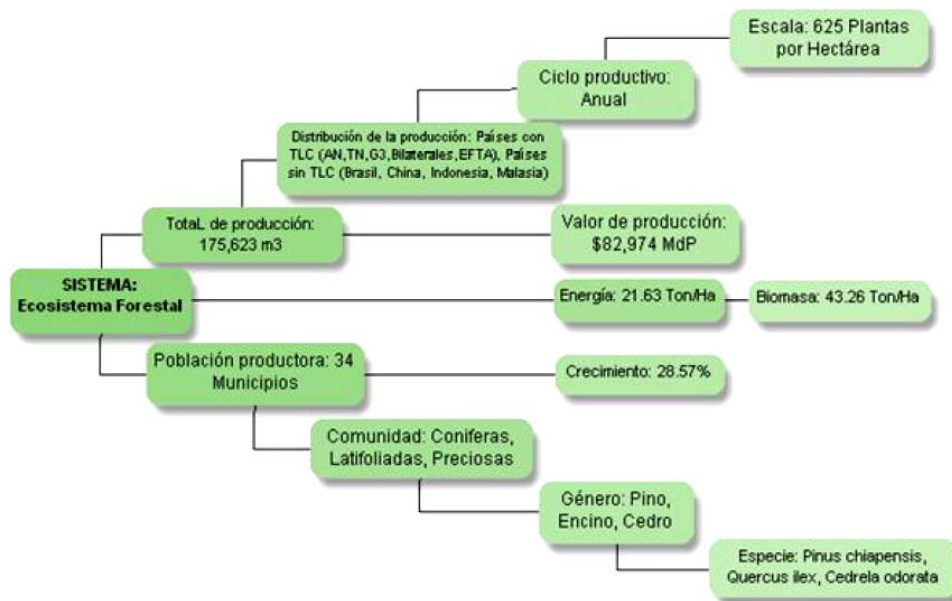 Escala: 625 Plantas
por Hectárea
Ciclo productivo:
Anual
Distribución de la producción: Países con
TLC (AN,TN,G3,Bilaterales,EFTA), Países
sin TLC (Brasil, China, Indonesia, Malasia)
TotaL de producción:
175,623 m3
Valor de producción:
$82,974 MdP
SISTEMA:
Ecosistema Forestal
Energía: 21.63 Ton/Ha
Biomasa: 43.26 Ton/Ha
Población productora: 34
Municipios
Crecimiento: 28.57%
Comunidad: Coniferas,
Latifoliadas, Preciosas
Género: Pino,
Encino, Cedro
Especie: Pinus chiapensis,
Quercus ilex, Cedrela odorata